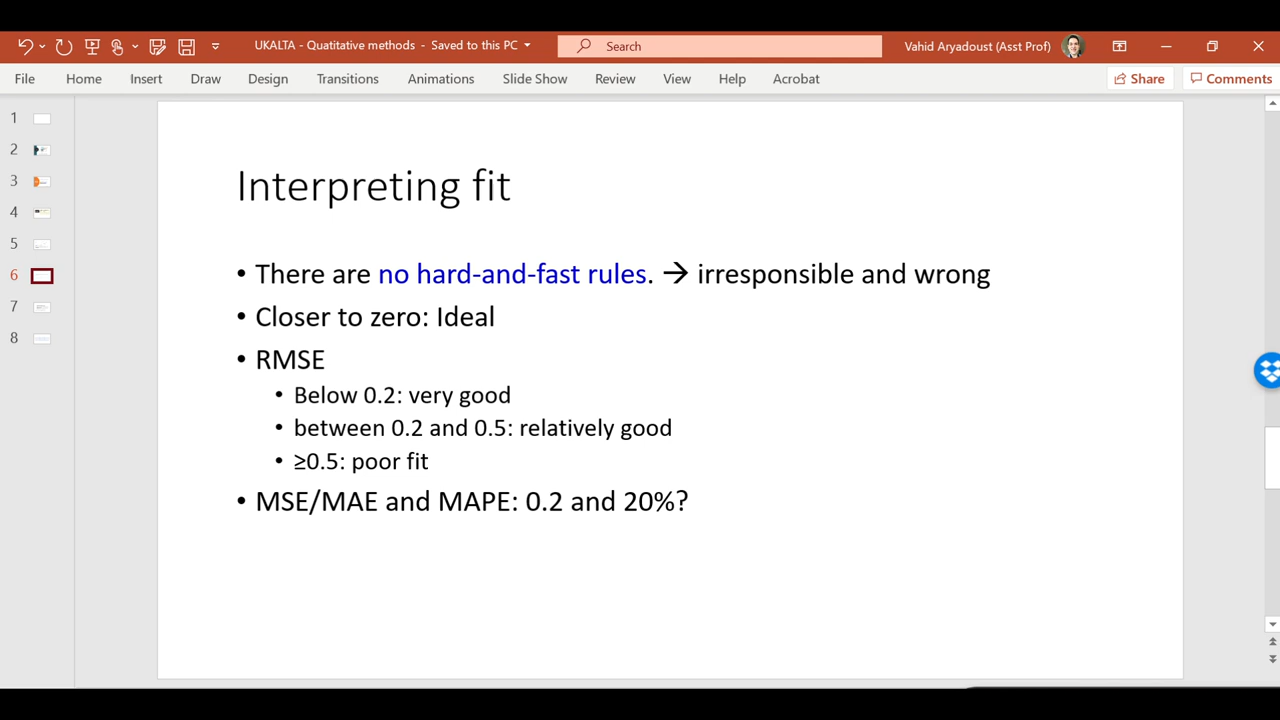 UKALTA - Quatitative methods - Saved to this PC
Search
Vahid Aryadoust (Asst Prof)
File Home Insert Draw Design Transitions Animations Slide Show Review View Help Acrobat Share Comments
1
2
3
4
5
6
7
8
Interpreting fit
• There are no hard-and-fast rules. → irresponsible and wrong
• Closer to zero: Ideal
• RMSE
• Below 0.2: very good
• between 0.2 and 0.5: relatively good
• ≥0.5: poor fit
• MSE/MAE and MAPE: 0.2 and 20%?